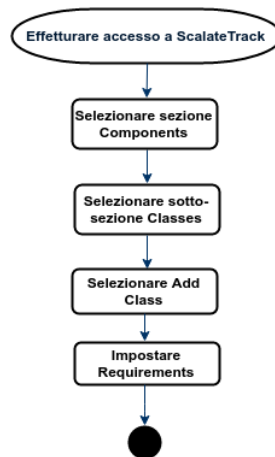 Effetturare accesso a ScalateTrack
Selezionare sezione
Components
Selezionare sotto-
sezione Classes
Selezionare Add
Class
Impostare
Requirements